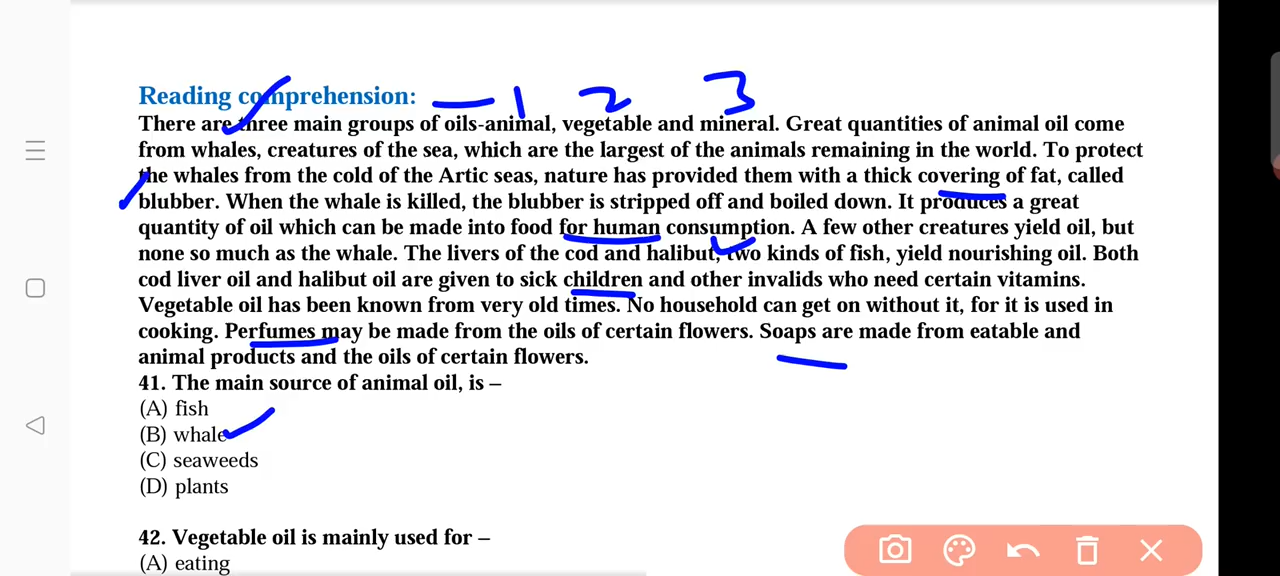 1 2 3
Reading comprehension:
There are three main groups of oils-animal, vegetable and mineral. Great quantities of animal oil come
from whales, creatures of the sea, which are the largest of the animals remaining in the world. To protect
the whales from the cold of the Artic seas, nature has provided them with a thick covering of fat, called
blubber. When the whale is killed, the blubber is stripped off and boiled down. It produces a great
quantity of oil which can be made into food for human consumption. A few other creatures yield oil, but
none so much as the whale. The livers of the cod and halibut, two kinds of fish, yield nourishing oil. Both
cod liver oil and halibut oil are given to sick children and other invalids who need certain vitamins.
Vegetable oil has been known from very old times. No household can get on without it, for it is used in
cooking. Perfumes may be made from the oils of certain flowers. Soaps are made from eatable and
animal products and the oils of certain flowers.
41. The main source of animal oil, is –
(A) fish
(B) whale
(C) seaweeds
(D) plants
42. Vegetable oil is mainly used for –
(A) eating